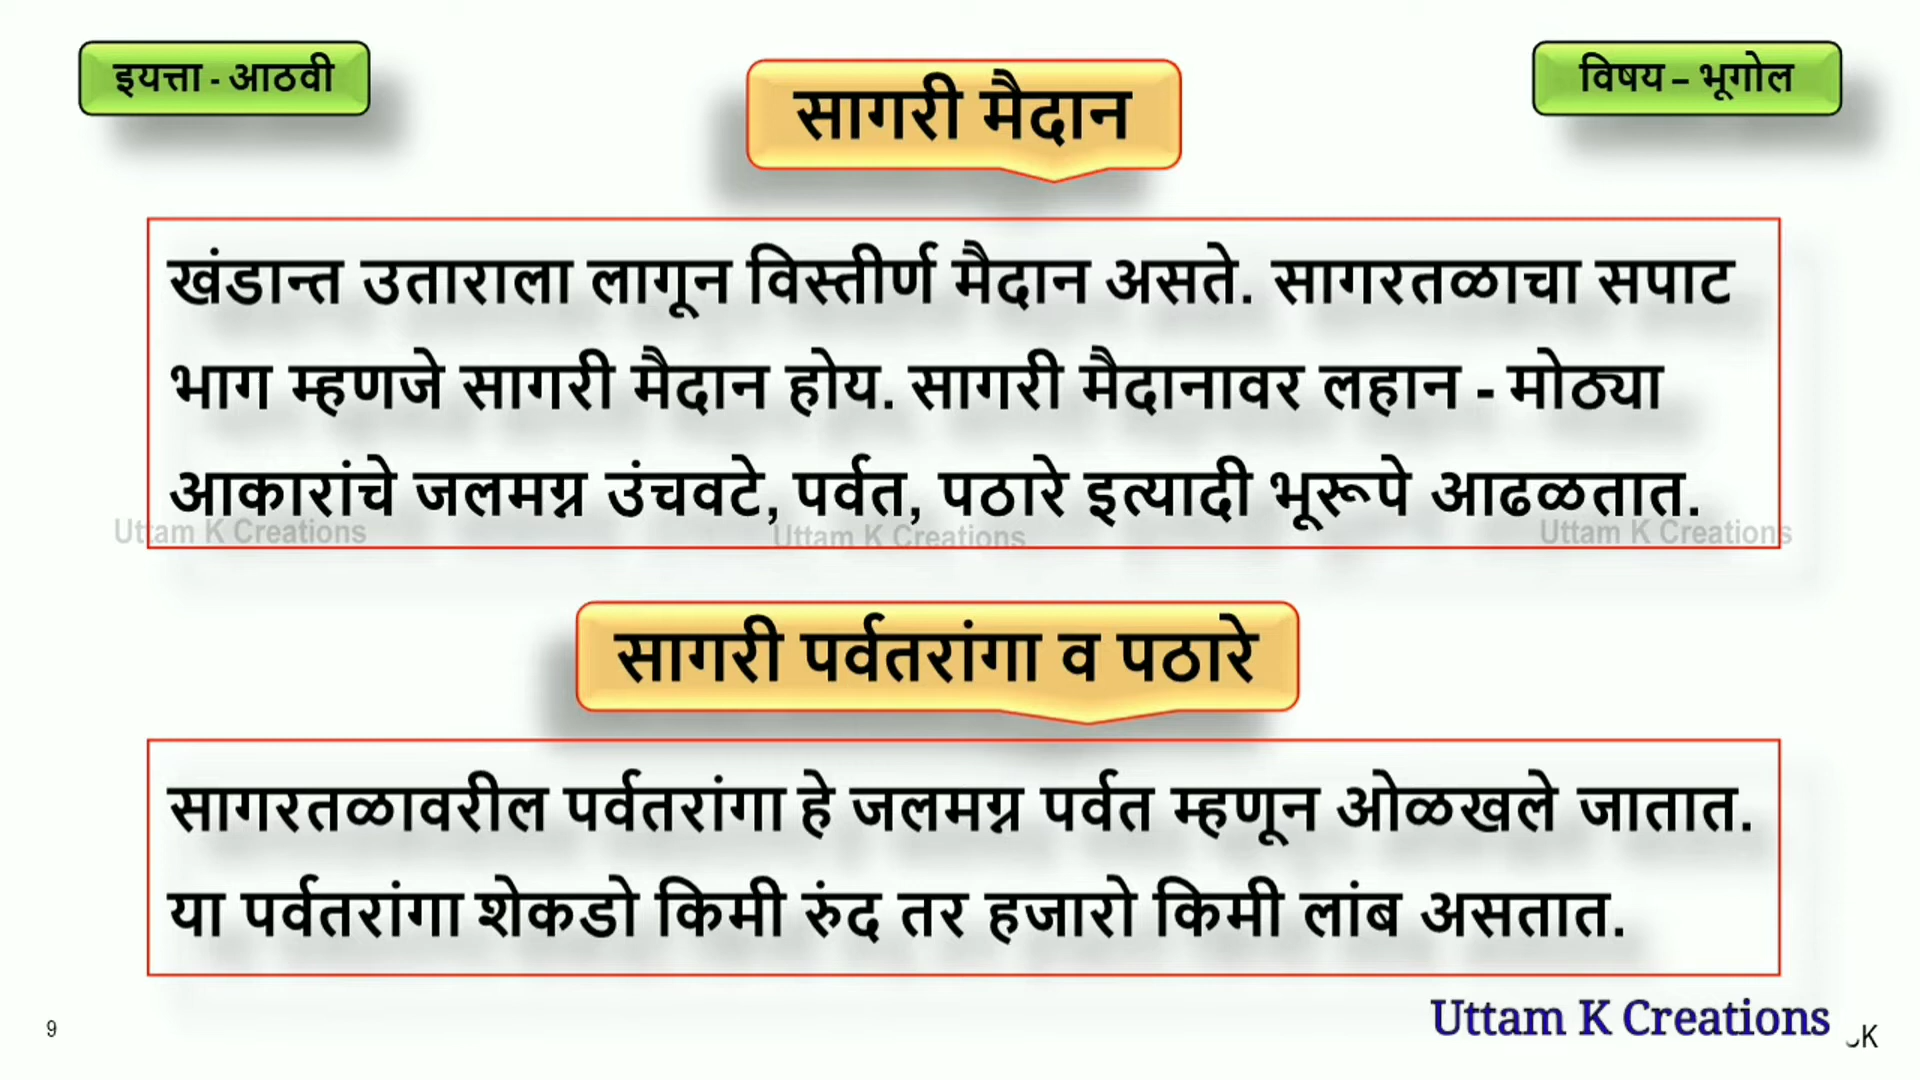 इयत्ता - आठवी
विषय – भूगोल
सागरी मैदान
खंडान्त उताराला लागून विस्तीर्ण मैदान असते. सागरतळाचा सपाट
भाग म्हणजे सागरी मैदान होय. सागरी मैदानावर लहान - मोठ्या
आकारांचे जलमग्न उंचवटे, पर्वत, पठारे इत्यादी भूरूपे आढळतात.
Uttam K Creations Uttam K Creations Uttam K Creations
सागरी पर्वतरांगा व पठारे
सागरतळावरील पर्वतरांगा हे जलमग्न पर्वत म्हणून ओळखले जातात.
या पर्वतरांगा शेकडो किमी रुंद तर हजारो किमी लांब असतात.
Uttam K Creations
9